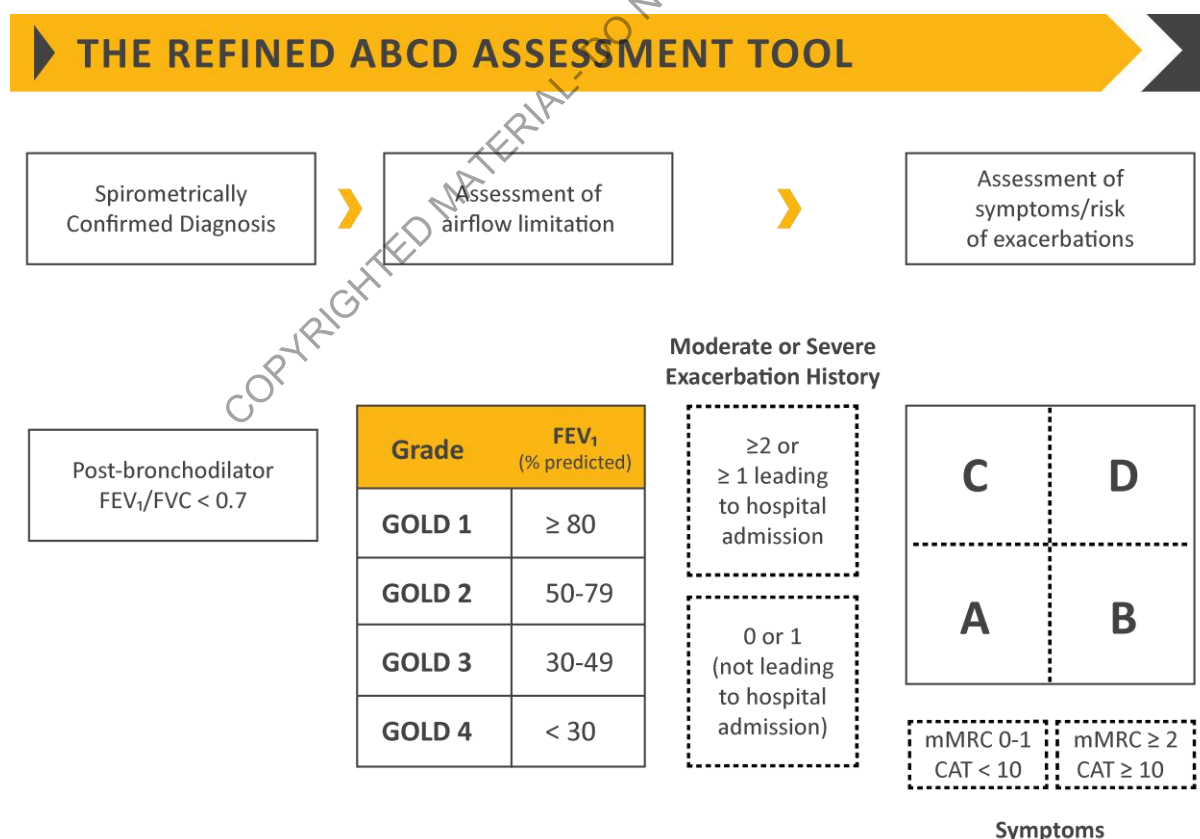 THE REFINED ABCD ASSESSMENT TOOL
COPYRIGHTED MATERIAL- DO N
Spirometrically
Confirmed Diagnosis
Assessment of
airflow limitation
Assessment of
symptoms/risk
of exacerbations
Post-bronchodilator
FEV₁/FVC < 0.7
Grade FEV₁
(% predicted)
GOLD 1 ≥ 80
GOLD 2 50-79
GOLD 3 30-49
GOLD 4 < 30
Moderate or Severe
Exacerbation History
≥2 or
≥ 1 leading
to hospital
admission
0 or 1
(not leading
to hospital
admission)
C D
A B
mMRC 0-1 mMRC ≥ 2
CAT < 10 CAT ≥ 10
Symptoms